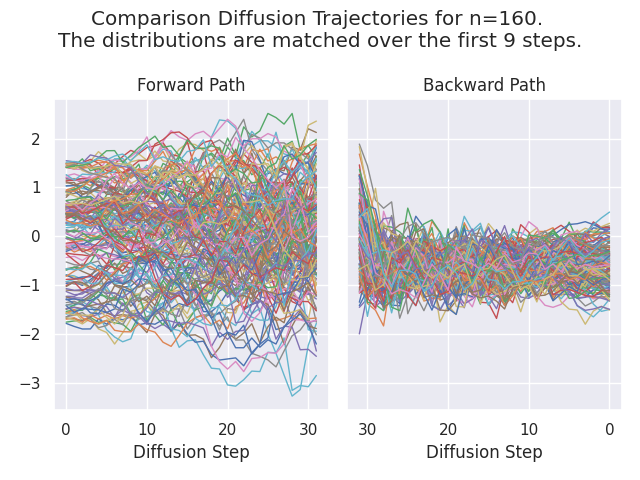 Comparison Diffusion Trajectories for n=160.
The distributions are matched over the first 9 steps.
Forward Path
Backward Path
2
1
0
−1
−2
−3
0 10 20 30
30 20 10 0
Diffusion Step
Diffusion Step